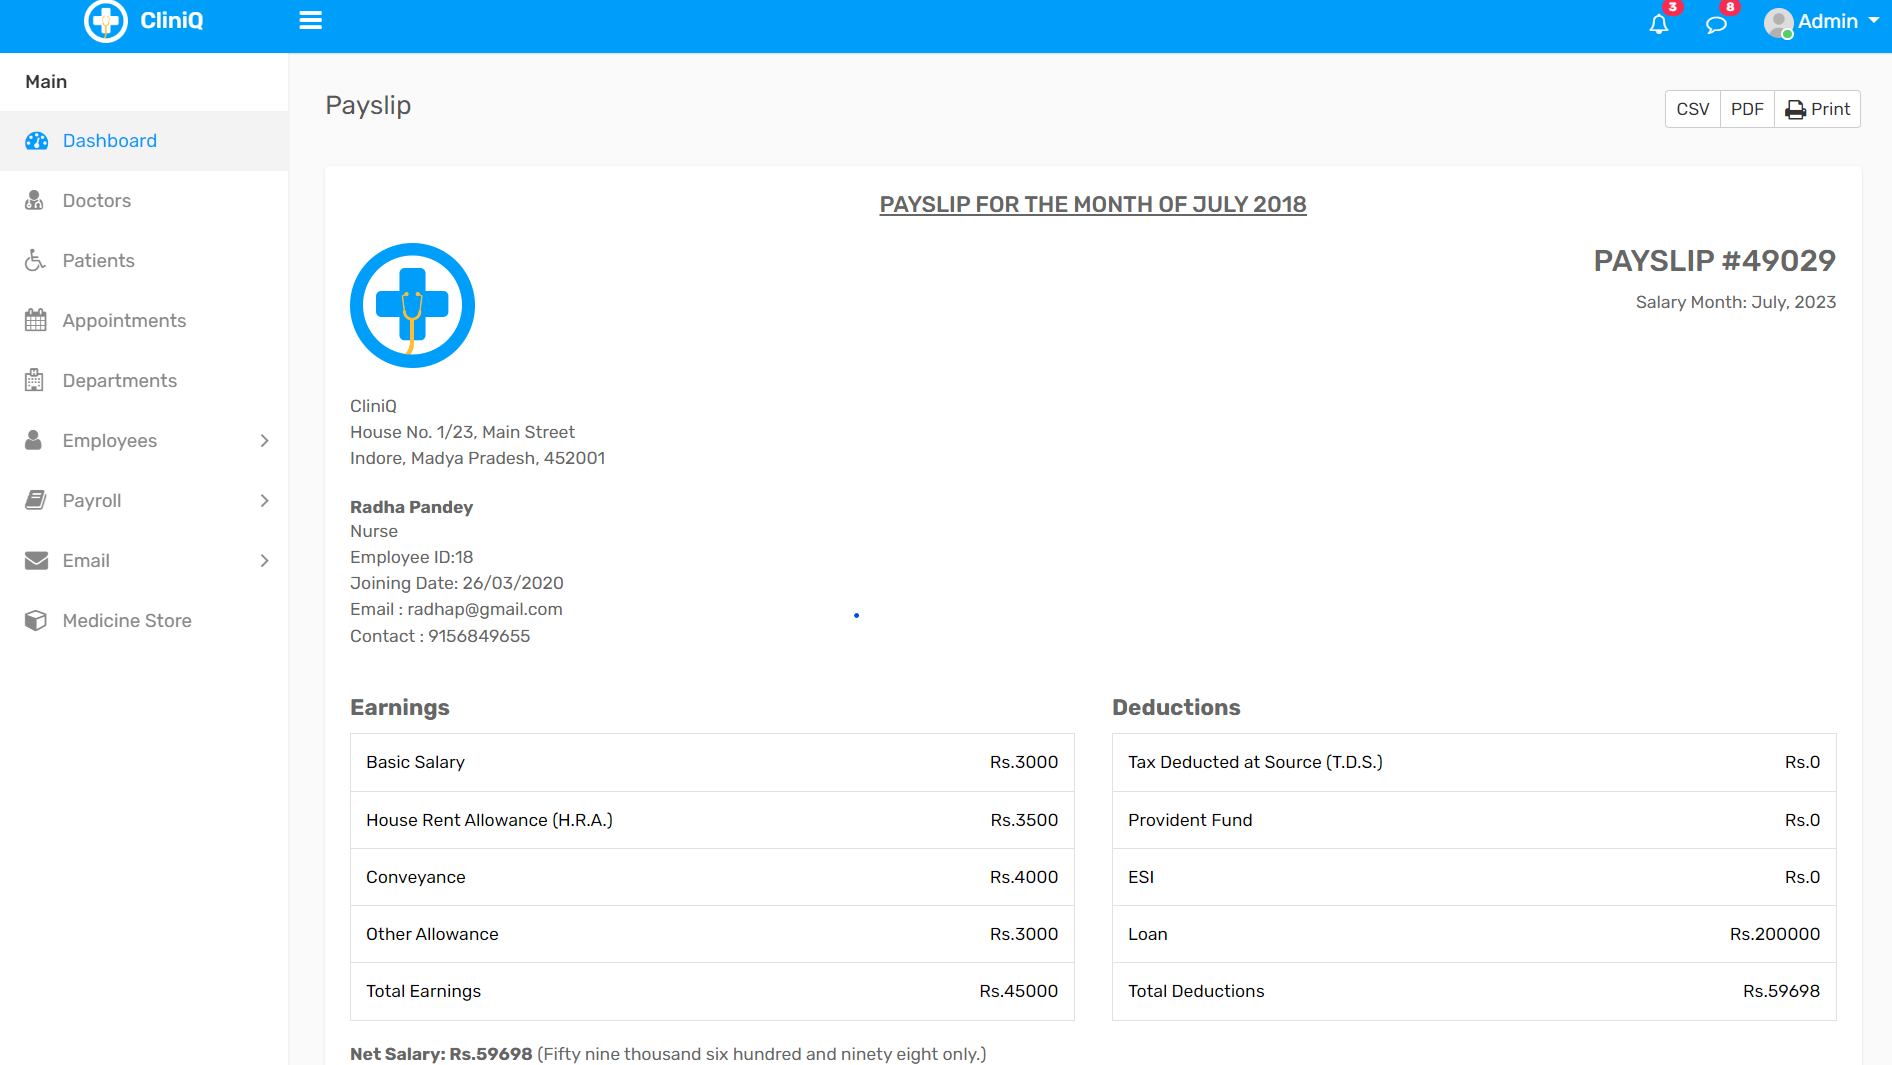 CliniQ
3
8
Admin
Main
Dashboard
Doctors
Patients
Appointments
Departments
Employees
Payroll
Email
Medicine Store
Payslip
CSV
PDF
Print
PAYSLIP FOR THE MONTH OF JULY 2018
PAYSLIP #49029
Salary Month: July, 2023
CliniQ
House No. 1/23, Main Street
Indore, Madya Pradesh, 452001
Radha Pandey
Nurse
Employee ID:18
Joining Date: 26/03/2020
Email : radhap@gmail.com
Contact : 9156849655
Earnings
Basic Salary Rs.3000
House Rent Allowance (H.R.A.) Rs.3500
Conveyance Rs.4000
Other Allowance Rs.3000
Total Earnings Rs.45000
Deductions
Tax Deducted at Source (T.D.S.) Rs.0
Provident Fund Rs.0
ESI Rs.0
Loan Rs.200000
Total Deductions Rs.59698
Net Salary: Rs.59698 (Fifty nine thousand six hundred and ninety eight only.)